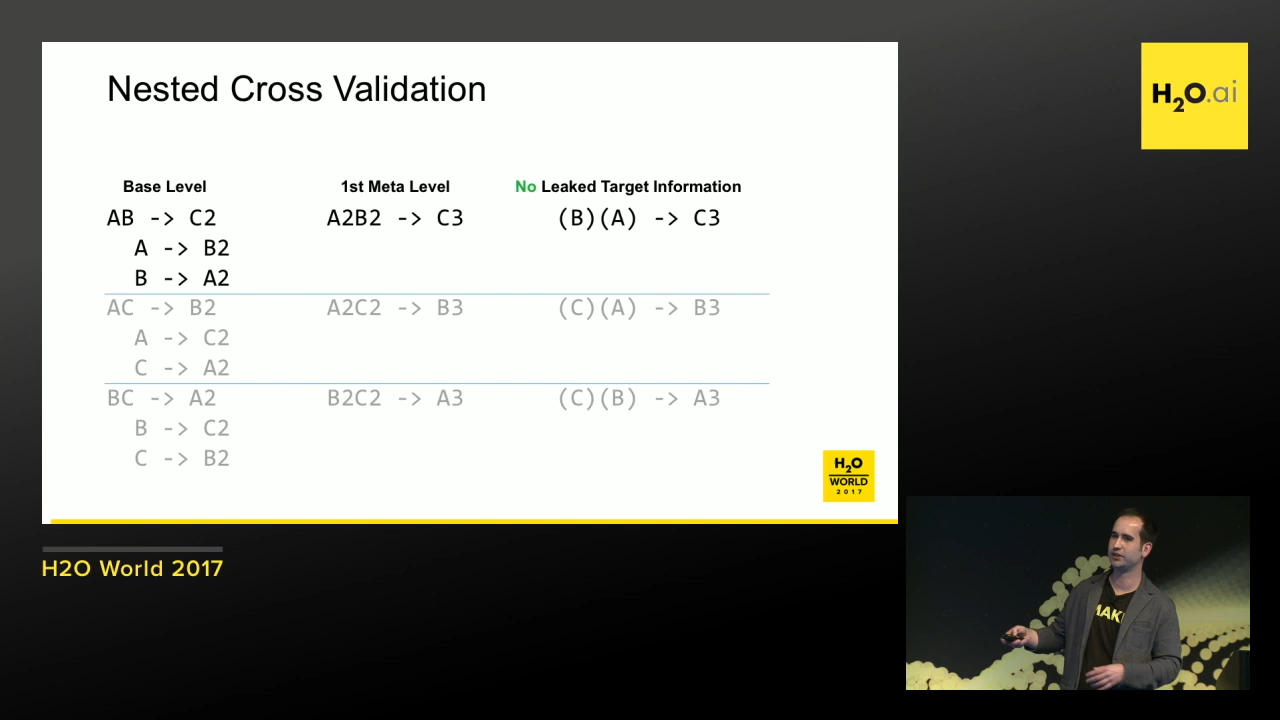 Nested Cross Validation
Base Level 1st Meta Level No Leaked Target Information
AB -> C2 A2B2 -> C3 (B)(A) -> C3
A -> B2
B -> A2
AC -> B2 A2C2 -> B3 (C)(A) -> B3
A -> C2
C -> A2
BC -> A2 B2C2 -> A3 (C)(B) -> A3
B -> C2
C -> B2
H2O
WORLD
2017
H2O.ai
H2O World 2017